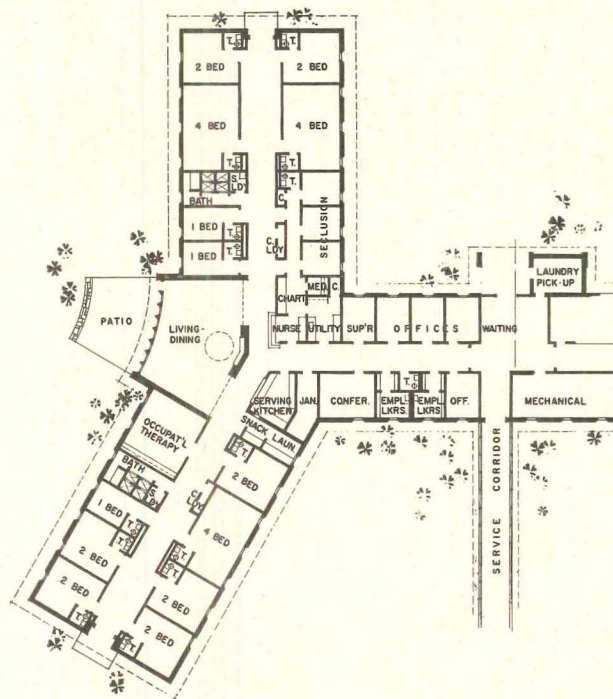 T.
T.
2 BED
2 BED
4 BED
4 BED
T.
S.
LDY
T.
T.
BATH
C.
1 BED
C.
LDY
T.
T.
1 BED
SECLUSION
LAUNDRY
PICK-UP
MED.
C.
CHART
PATIO
LIVING-
DINING
NURSE
UTILITY
SUP'R
OFFICES
WAITING
T.
SERVING
KITCHEN
JAN.
CONFER.
EMPL.
LKRS.
EMPL.
LKRS
OFF.
MECHANICAL
SNACK
LAUN.
OCCUPAT'L
THERAPY
T.
2 BED
BATH
S.
LDY
C.
LDY
1 BED
T.
4 BED
2 BED
T.
T.
T.
2 BED
2 BED
T.
T.
2 BED
SERVICE CORRIDOR